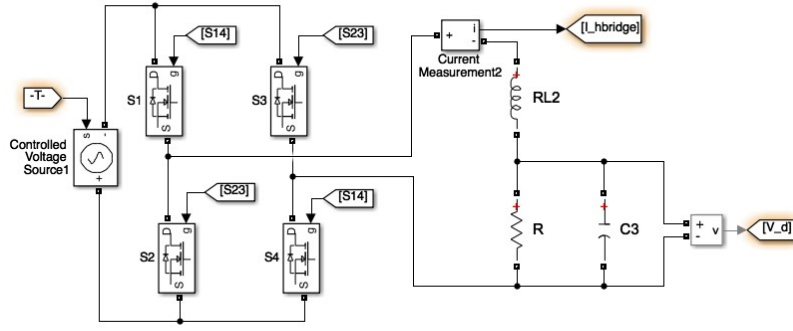 [S14]
[S23]
i
[I_hbridge]
+
-
Current
Measurement2
D
g
S1
S
D
g
S3
S
-T-
s
-
+
Controlled
Voltage
Source1
+
RL2
[S23]
[S14]
D
g
S2
S
D
g
S4
S
+
R
+
C3
+
-
v
[V_d]